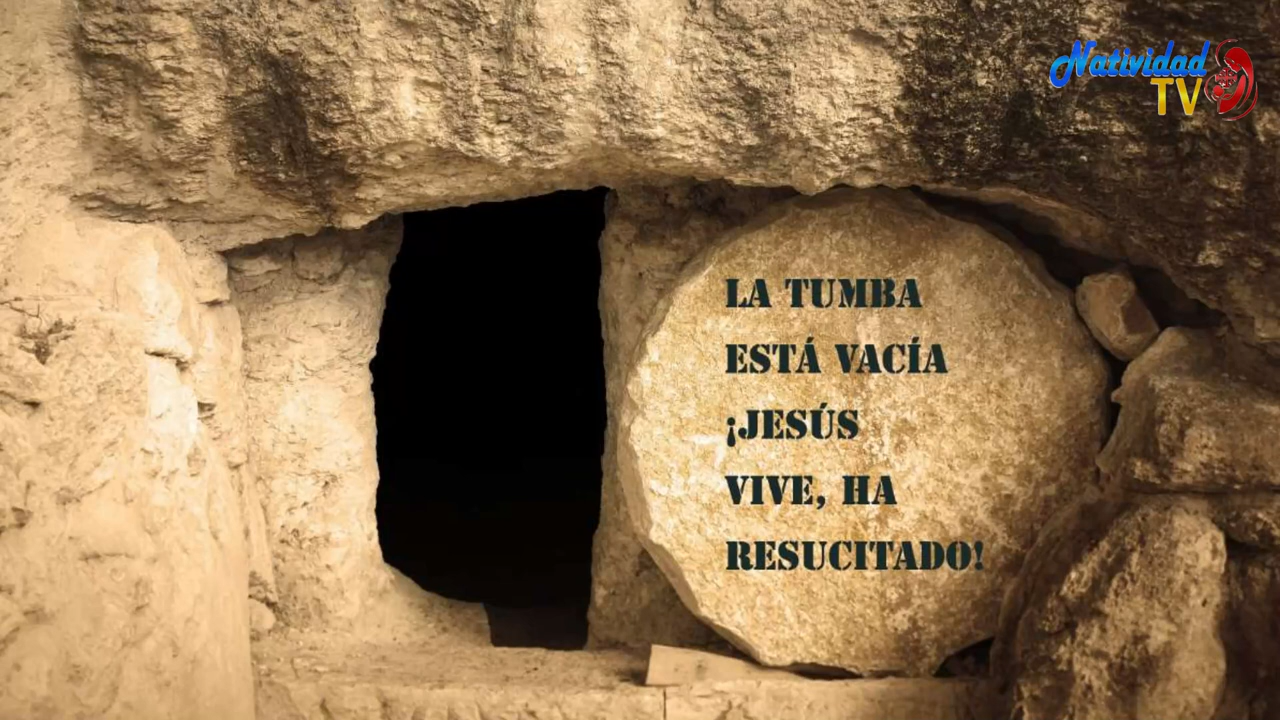 Natividad
TV
LA TUMBA
ESTÁ VACÍA
¡JESÚS
VIVE, HA
RESUCITADO!